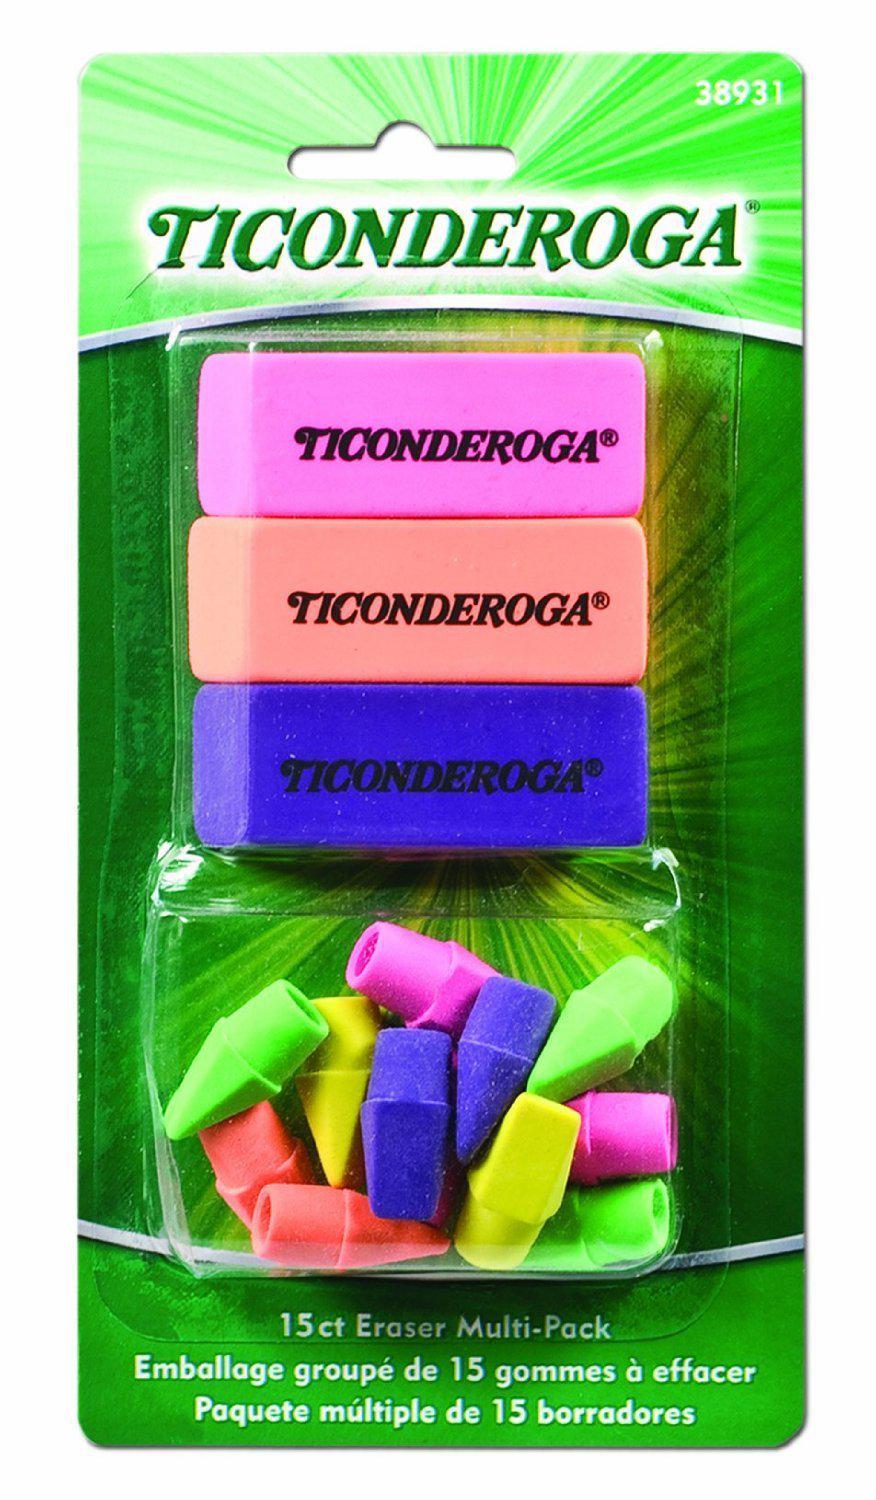 38931
TICONDEROGA®
TICONDEROGA®
TICONDEROGA®
TICONDEROGA®
15ct Eraser Multi-Pack
Emballage groupé de 15 gommes à effacer
Paquete múltiple de 15 borradores